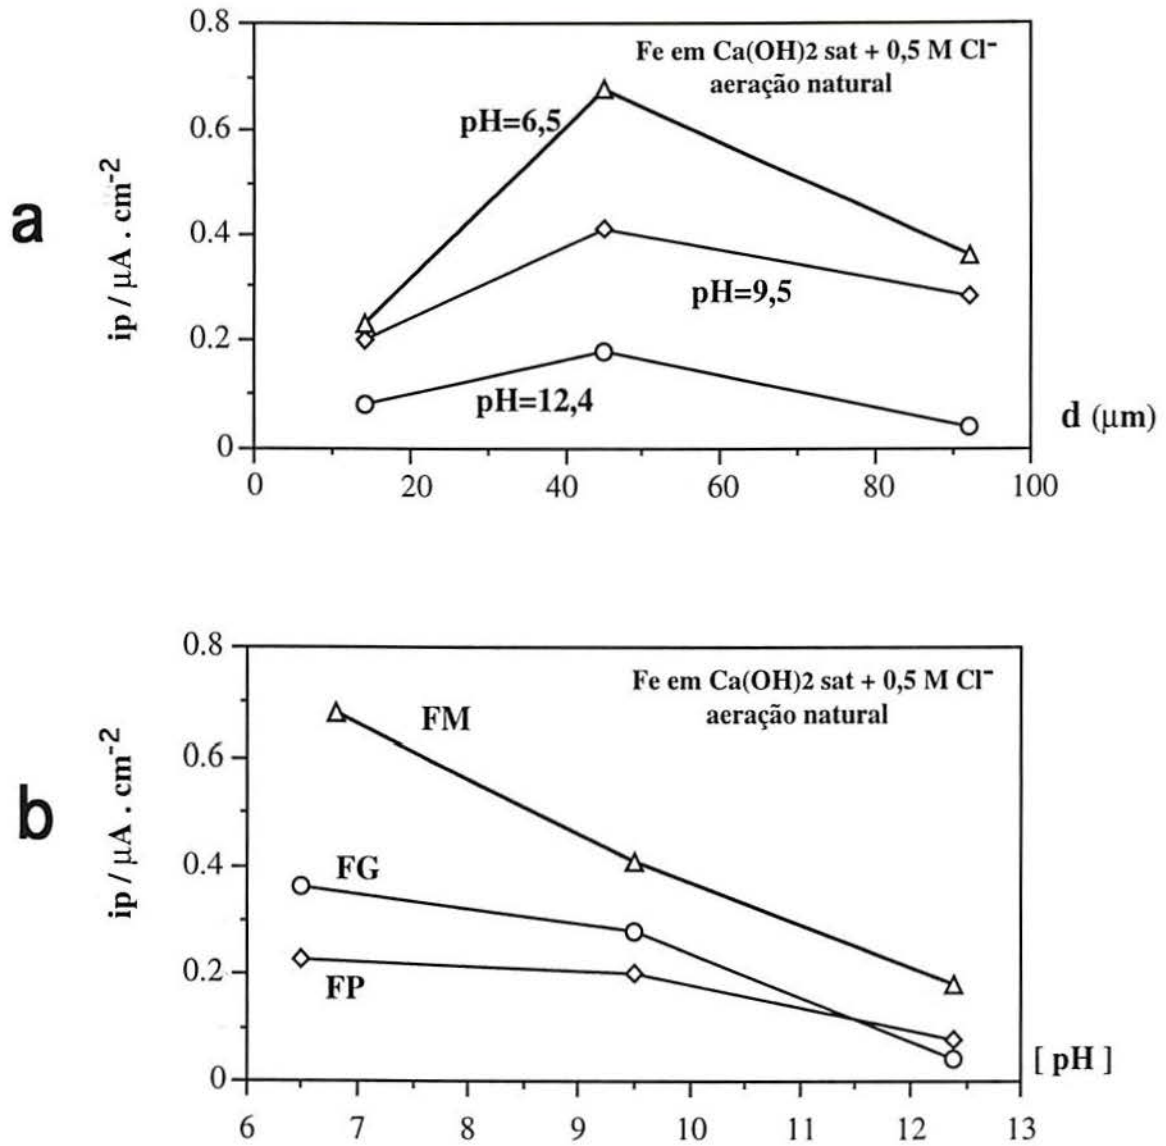 a
ip / µA . cm-2
0.8
0.6
0.4
0.2
0
Fe em Ca(OH)2 sat + 0,5 M Cl-
aeração natural
pH=6,5
pH=9,5
pH=12,4
0 20 40 60 80 100
d (µm)
b
ip / µA . cm-2
0.8
0.6
0.4
0.2
0
Fe em Ca(OH)2 sat + 0,5 M Cl-
aeração natural
FM
FG
FP
[ pH ]
6 7 8 9 10 11 12 13